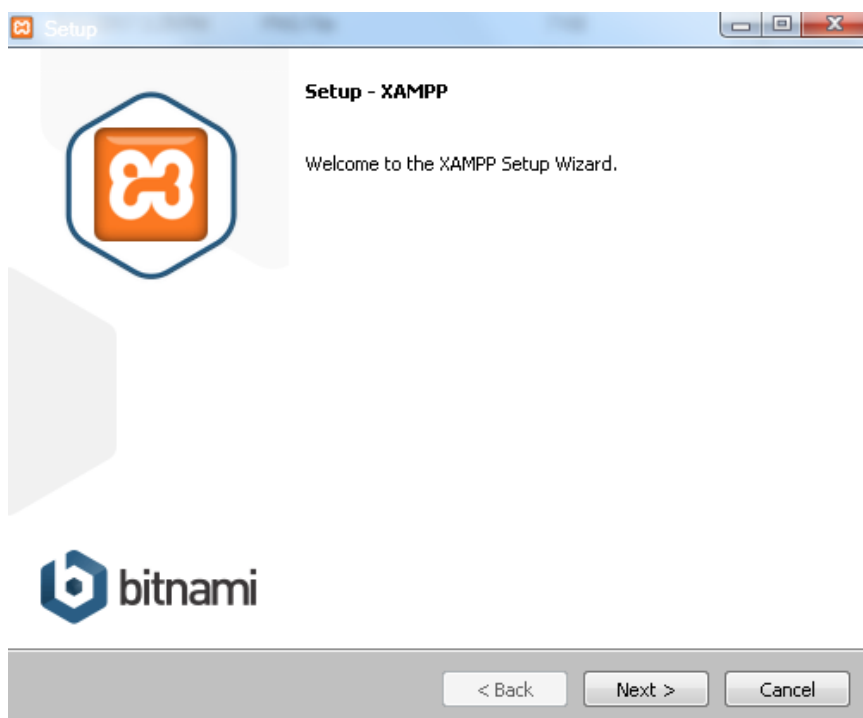 Setup
Setup - XAMPP
Welcome to the XAMPP Setup Wizard.
bitnami
< Back
Next >
Cancel